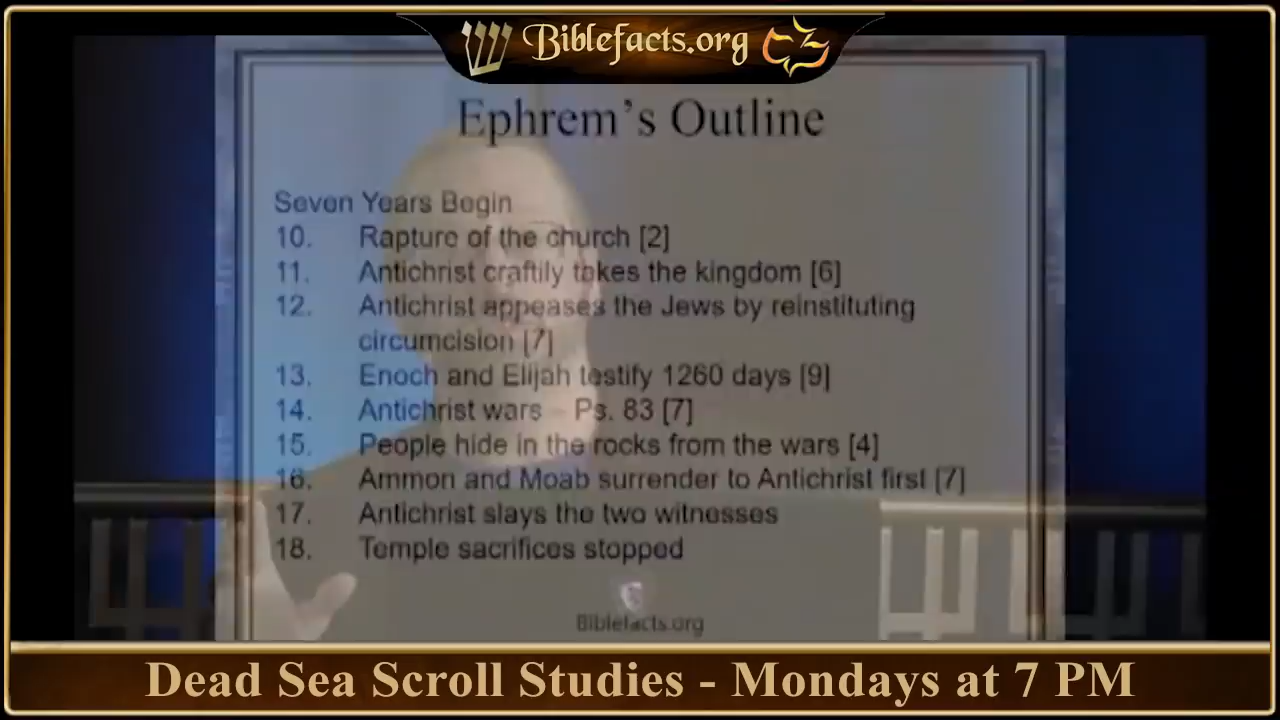 Biblefacts.org
Ephrem's Outline
Seven Years Begin
10. Rapture of the church [2]
11. Antichrist craftily takes the kingdom [6]
12. Antichrist appeases the Jews by reinstituting
circumcision [7]
13. Enoch and Elijah testify 1260 days [9]
14. Antichrist wars – Ps. 83 [7]
15. People hide in the rocks from the wars [4]
16. Ammon and Moab surrender to Antichrist first [7]
17. Antichrist slays the two witnesses
18. Temple sacrifices stopped
Biblefacts.org
Dead Sea Scroll Studies - Mondays at 7 PM